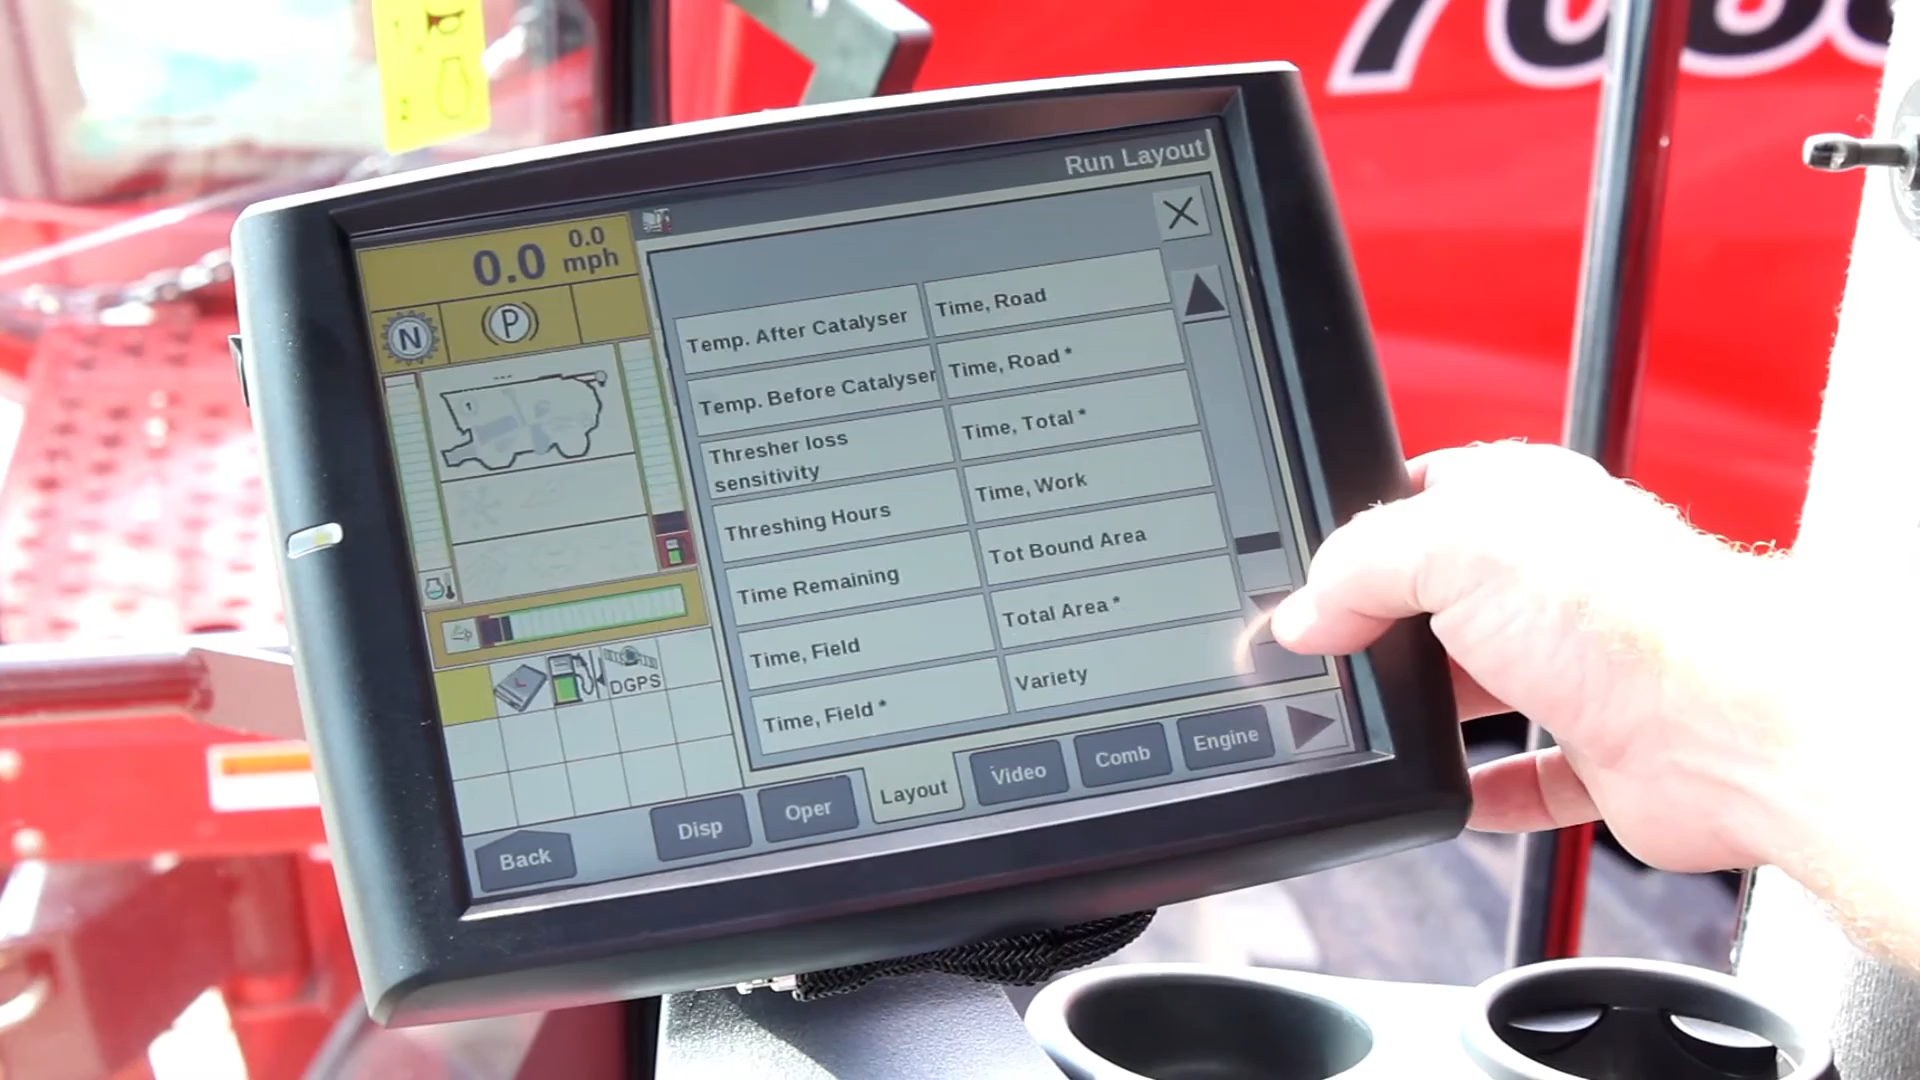 Run Layout
0.0
0.0
mph
N
P
1
DGPS
Temp. After Catalyser
Temp. Before Catalyser
Thresher loss
sensitivity
Threshing Hours
Time Remaining
Time, Field
Time, Field *
Time, Road
Time, Road *
Time, Total *
Time, Work
Tot Bound Area
Total Area *
Variety
Back
Disp
Oper
Layout
Video
Comb
Engine